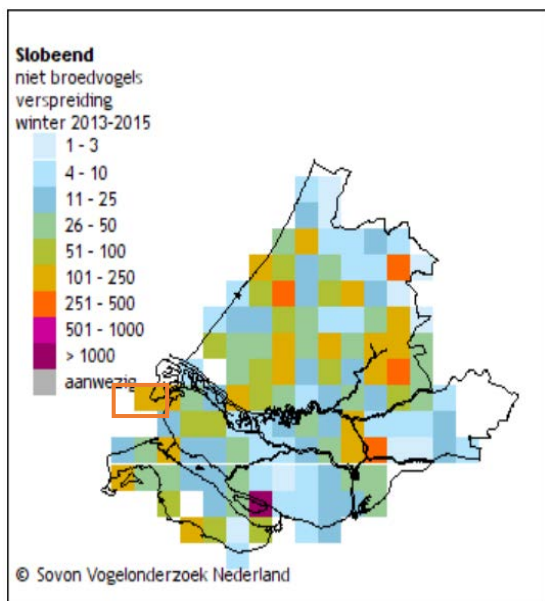 Slobeend
niet broedvogels
verspreiding
winter 2013-2015
1 - 3
4 - 10
11 - 25
26 - 50
51 - 100
101 - 250
251 - 500
501 - 1000
> 1000
aanwezig
© Sovon Vogelonderzoek Nederland